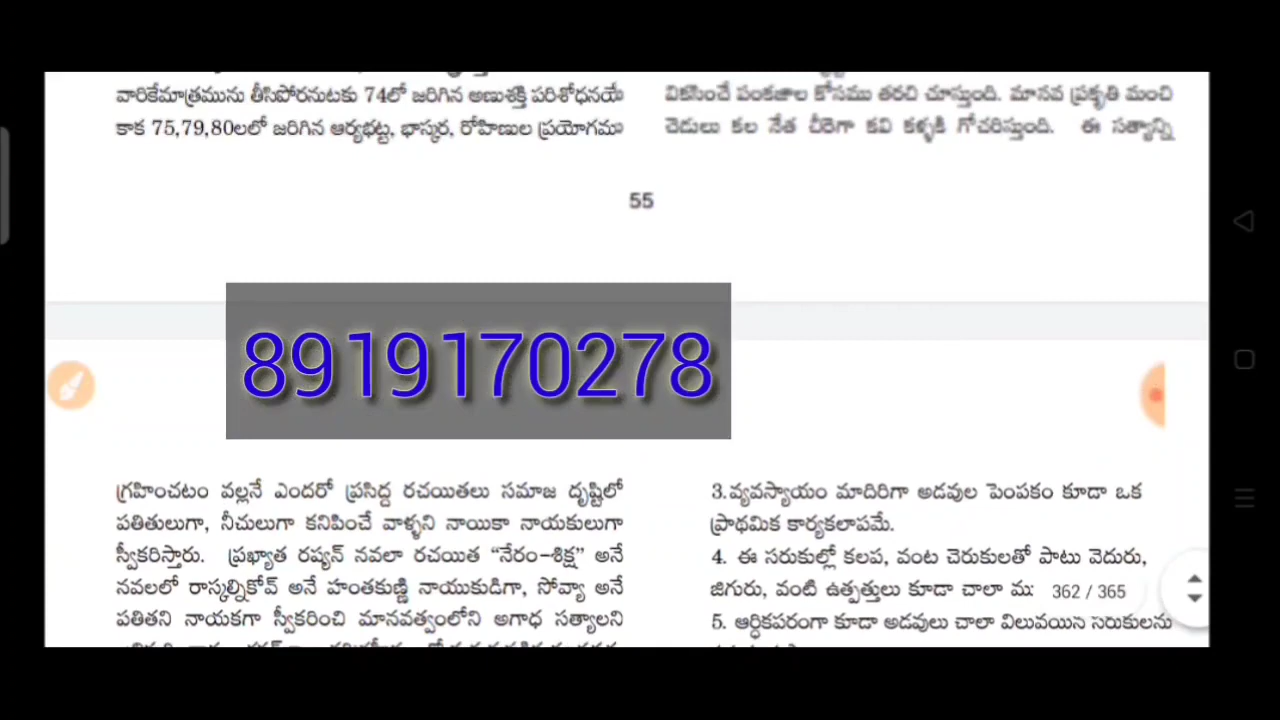 వారికేమాత్రమును తీసిపోరనుటకు 74లో జరిగిన అణుశక్తి పరిశోధనయే
కాక 75,79,80లలో జరిగిన ఆర్యభట్ట, భాస్కర, రోహిణుల ప్రయోగమ
వికసించే పంకజాల కోసము తరచి చూస్తుంది. మానవ ప్రకృతి మంచి
చెడులు కల నేత చీరెగా కవి కళ్ళకి గోచరిస్తుంది. ఈ సత్యాన్ని
55
8919170278
గ్రహించటం వల్లనే ఎందరో ప్రసిద్ధ రచయితలు సమాజ దృష్టిలో
పతితులుగా, నీచులుగా కనిపించే వాళ్ళని నాయికా నాయకులుగా
స్వీకరిస్తారు. ప్రఖ్యాత రష్యన్ నవలా రచయిత “నేరం-శిక్ష” అనే
నవలలో రాస్కల్నికోవ్ అనే హంతకుణ్ణి నాయకుడిగా, సోన్యా అనే
పతితని నాయకగా స్వీకరించి మానవత్వంలోని అగాధ సత్యాలని
3.వ్యవస్యాయం మాదిరిగా అడవుల పెంపకం కూడా ఒక
ప్రాథమిక కార్యకలాపమే.
4. ఈ సరుకుల్లో కలప, వంట చెరుకులతో పాటు వెదురు,
జిగురు, వంటి ఉత్పత్తులు కూడా చాలా ము
362 / 365
5. ఆర్ధికపరంగా కూడా అడవులు చాలా విలువయిన సరుకులను